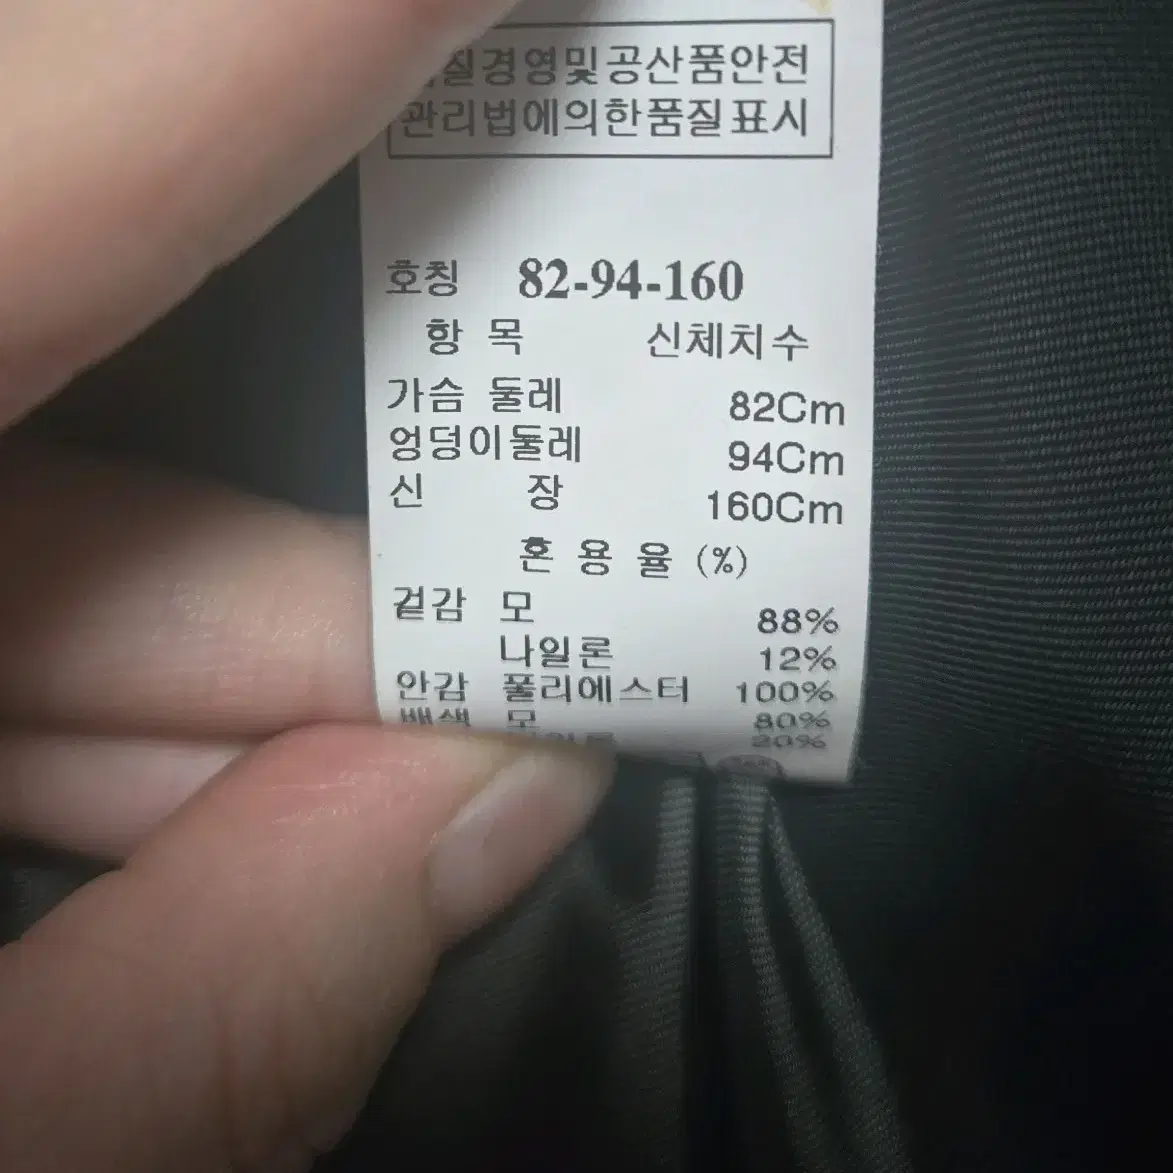 질경영및공산품안전
관리법에의한품질표시
호칭 82-94-160
항 목 신체치수
가슴 둘레 82Cm
엉덩이둘레 94Cm
신 장 160Cm
혼 용 율 (%)
겉감 모 88%
나일론 12%
안감 폴리에스터 100%
배색 모 80%
20%